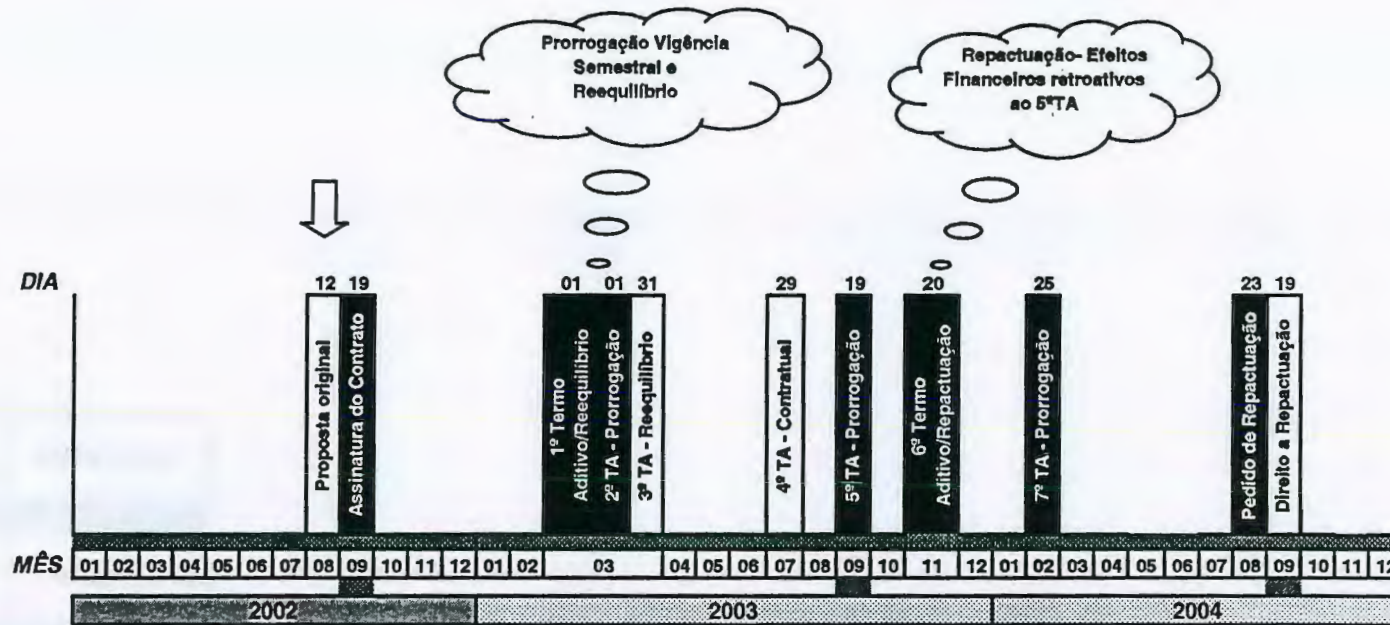 Prorrogação Vigência
Semestral e
Reequilíbrio
Repactuação- Efeitos
Financeiros retroativos
ao 5ºTA
DIA
12 19 01 01 31 29 19 20 25 23 19
Proposta original
Assinatura do Contrato
1º Termo
Aditivo/Reequilíbrio
2º TA - Prorrogação
3º TA - Reequilíbrio
4º TA - Contratual
5º TA - Prorrogação
6º Termo
Aditivo/Repactuação
7º TA - Prorrogação
Pedido de Repactuação
Direito a Repactuação
MÊS 01 02 03 04 05 06 07 08 09 10 11 12 01 02 03 04 05 06 07 08 09 10 11 12 01 02 03 04 05 06 07 08 09 10 11 12
2002 2003 2004